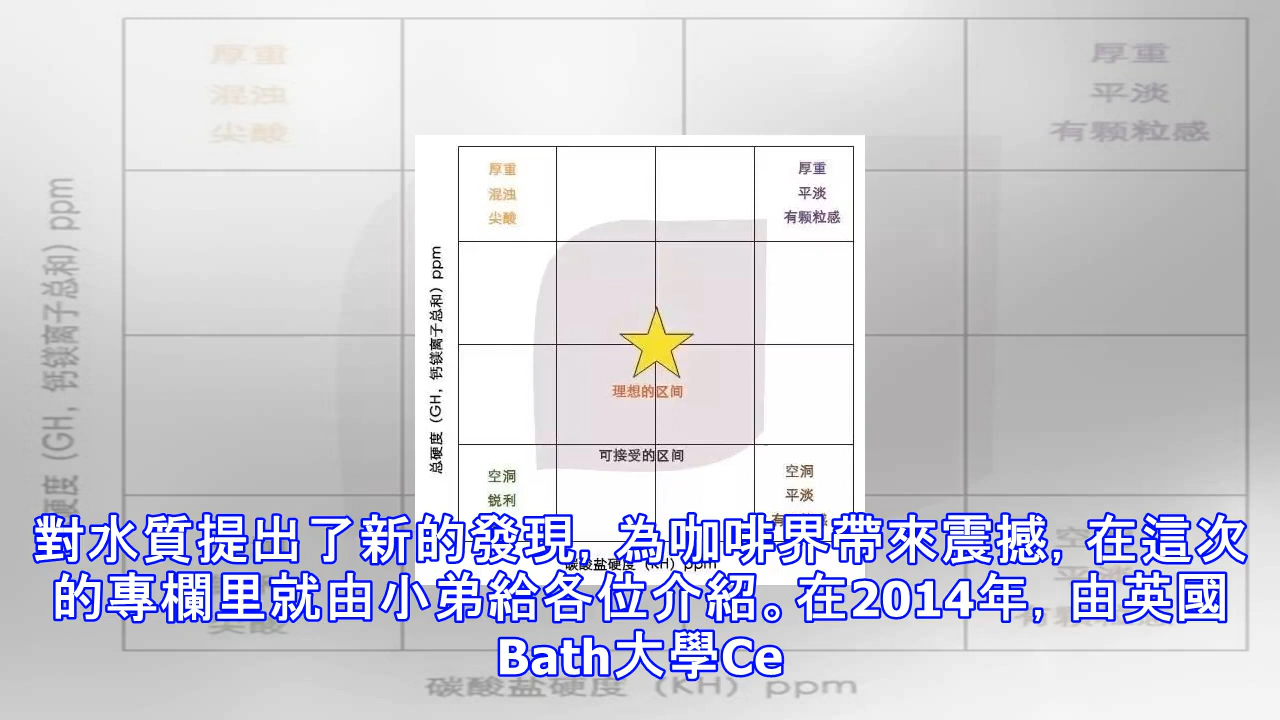 厚重
混浊
尖酸
厚重
平淡
有颗粒感
总硬度（GH，钙镁离子总和）ppm
理想的区间
可接受的区间
空洞
锐利
空洞
平淡
碳酸盐硬度（KH）ppm
對水質提出了新的發現, 為咖啡界帶來震撼, 在這次
的專欄里就由小弟給各位介紹。在2014年, 由英國
Bath大學Ce